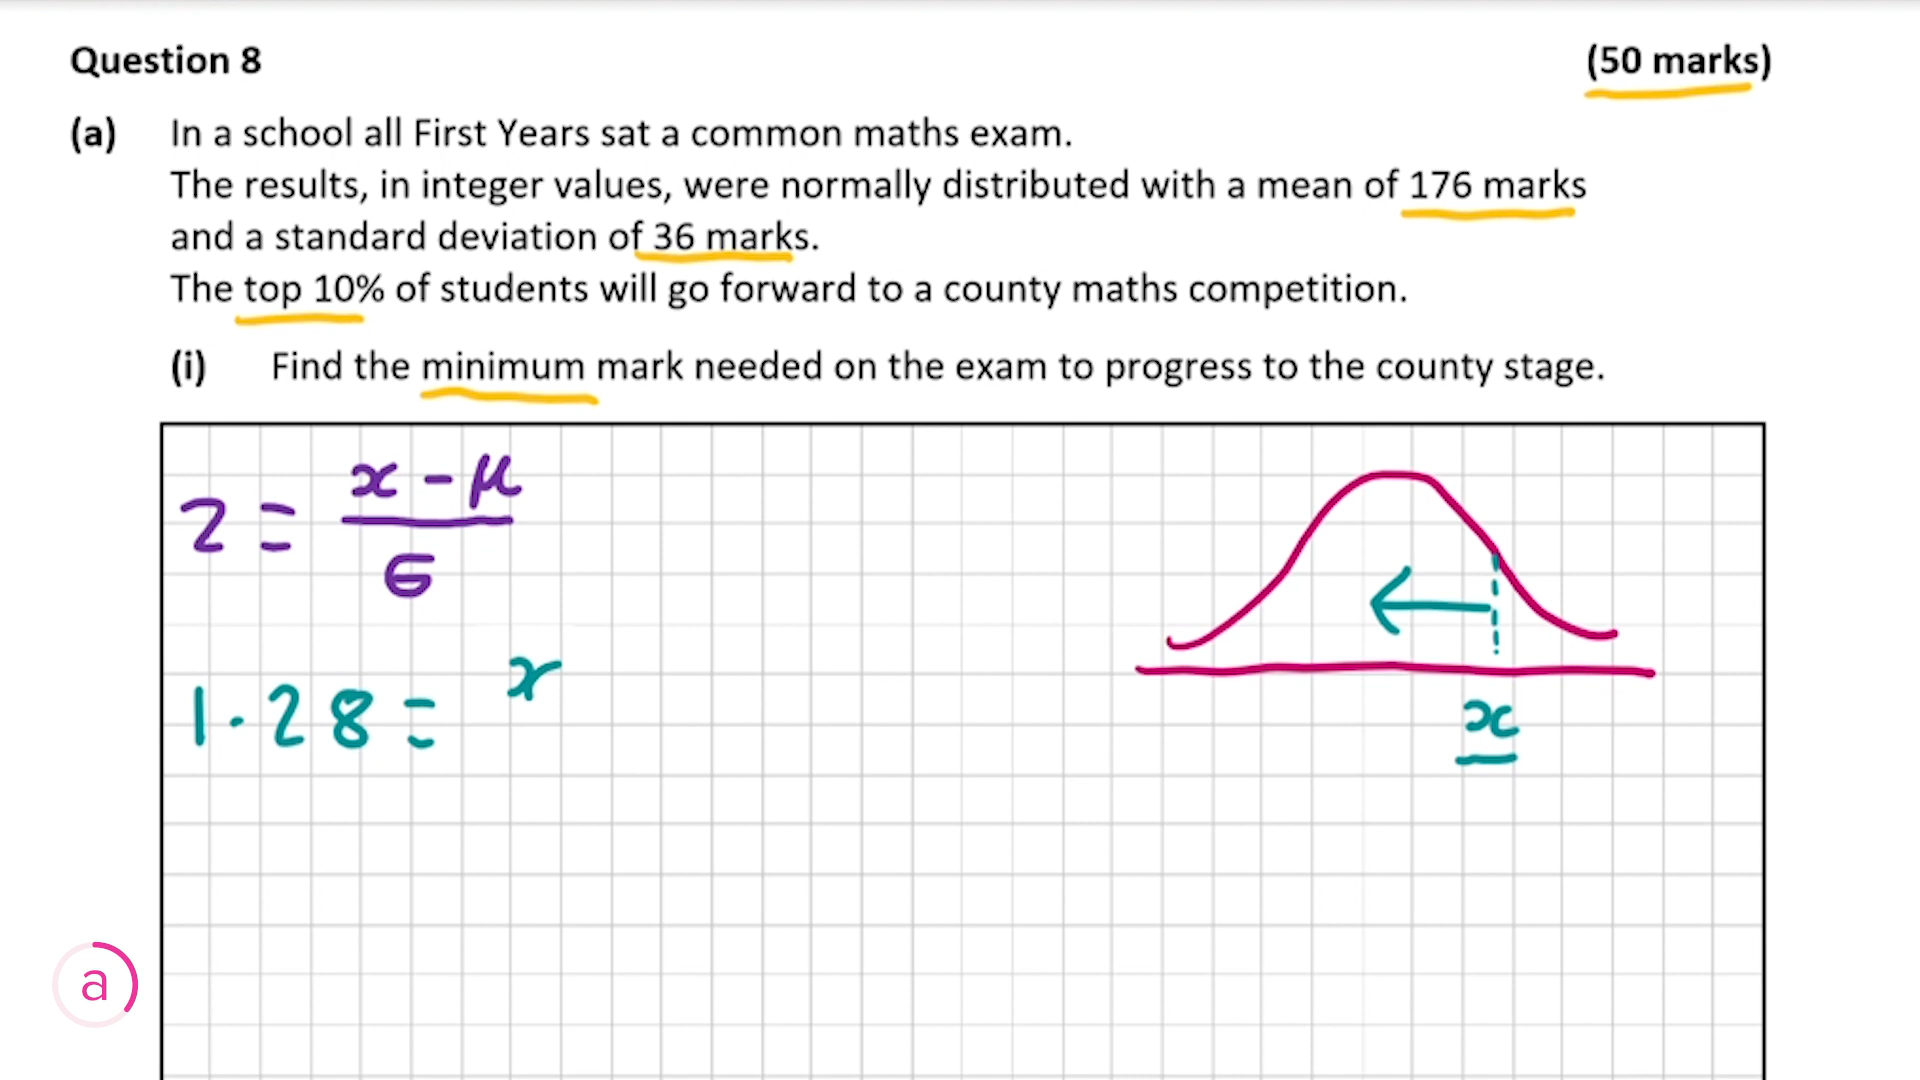 Question 8 (50 marks)
(a) In a school all First Years sat a common maths exam.
The results, in integer values, were normally distributed with a mean of 176 marks
and a standard deviation of 36 marks.
The top 10% of students will go forward to a county maths competition.
(i) Find the minimum mark needed on the exam to progress to the county stage.
z = x - μ
σ
1.28 = x
x
a